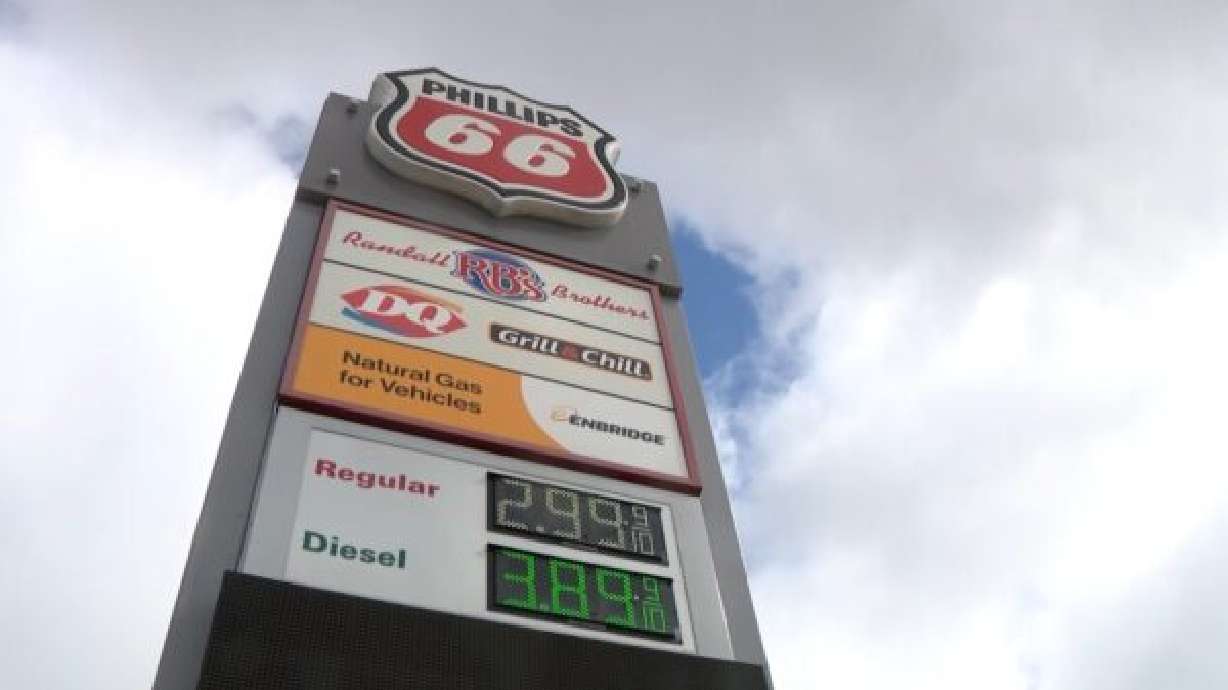 PHILLIPS
66
Randall RB's Brothers
DQ Grill & Chill
Natural Gas
for Vehicles
ENBRIDGE
Regular 2.99 9/10
Diesel 3.89 9/10